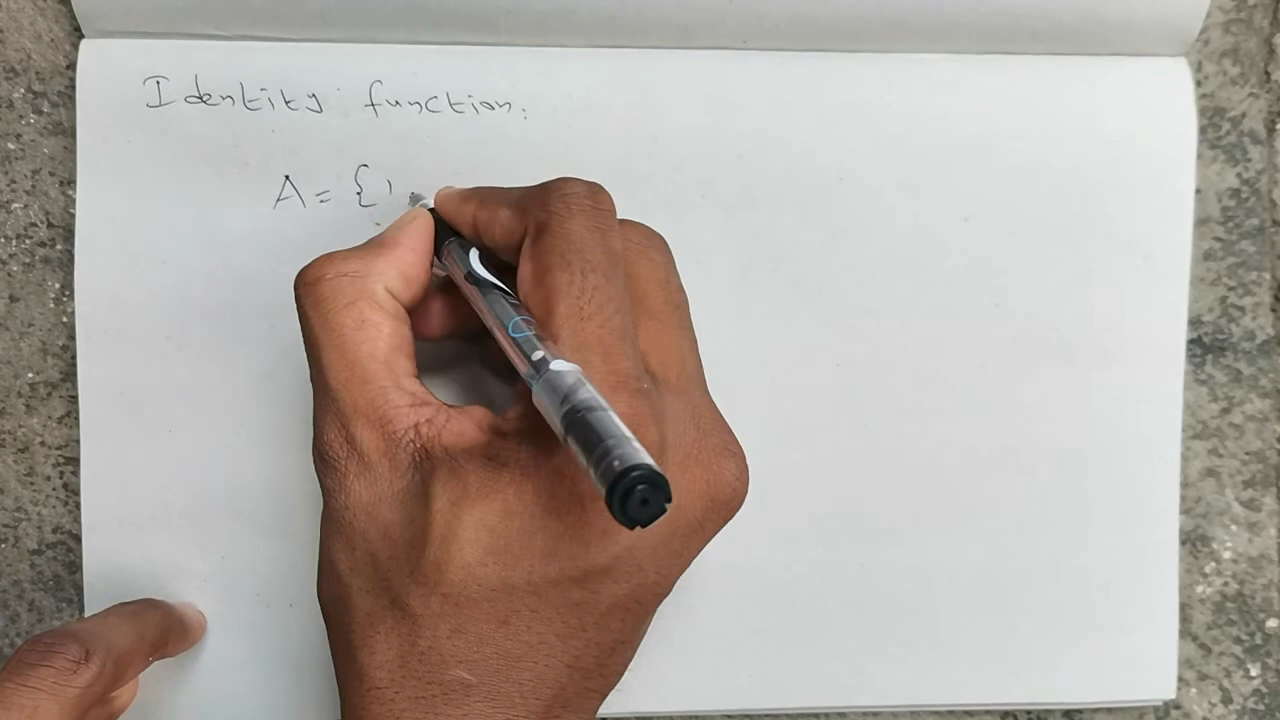 Identity function:
A = {1,